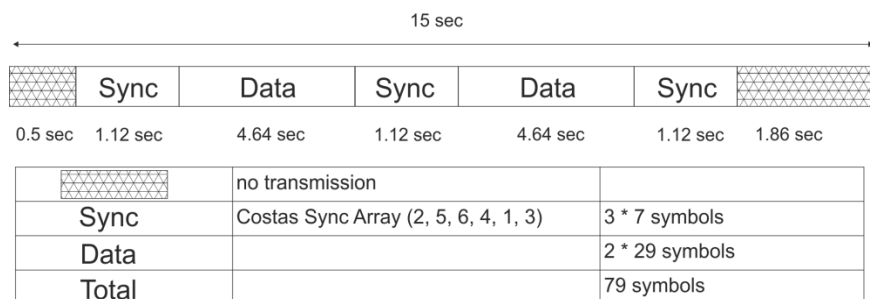 15 sec
Sync Data Sync Data Sync
0.5 sec 1.12 sec 4.64 sec 1.12 sec 4.64 sec 1.12 sec 1.86 sec
no transmission
Sync Costas Sync Array (2, 5, 6, 4, 1, 3) 3 * 7 symbols
Data 2 * 29 symbols
Total 79 symbols